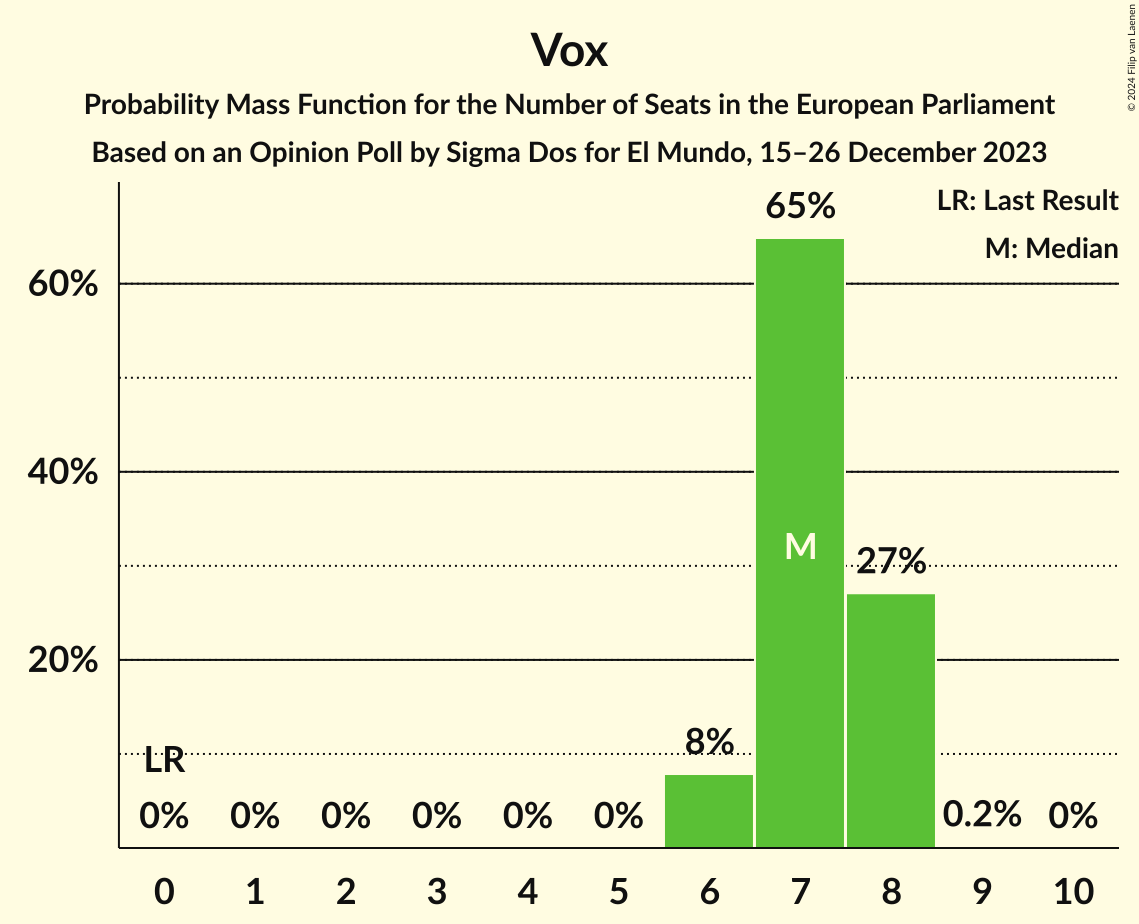 Vox
Probability Mass Function for the Number of Seats in the European Parliament
Based on an Opinion Poll by Sigma Dos for El Mundo, 15–26 December 2023
© 2024 Filip van Laenen
LR: Last Result
M: Median
65%
60%
40%
M
27%
20%
8%
LR
0% 0% 0% 0% 0% 0% 0.2% 0%
0 1 2 3 4 5 6 7 8 9 10